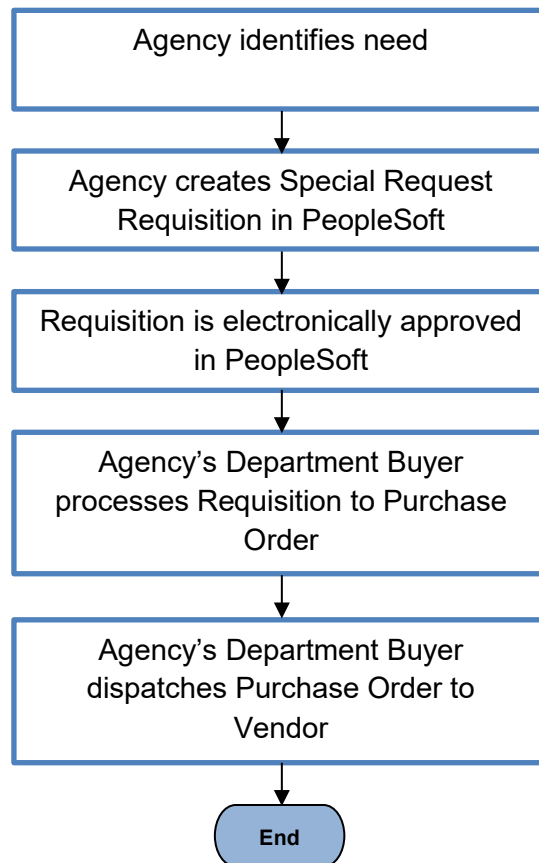 Agency identifies need
Agency creates Special Request
Requisition in PeopleSoft
Requisition is electronically approved
in PeopleSoft
Agency’s Department Buyer
processes Requisition to Purchase
Order
Agency’s Department Buyer
dispatches Purchase Order to
Vendor
End